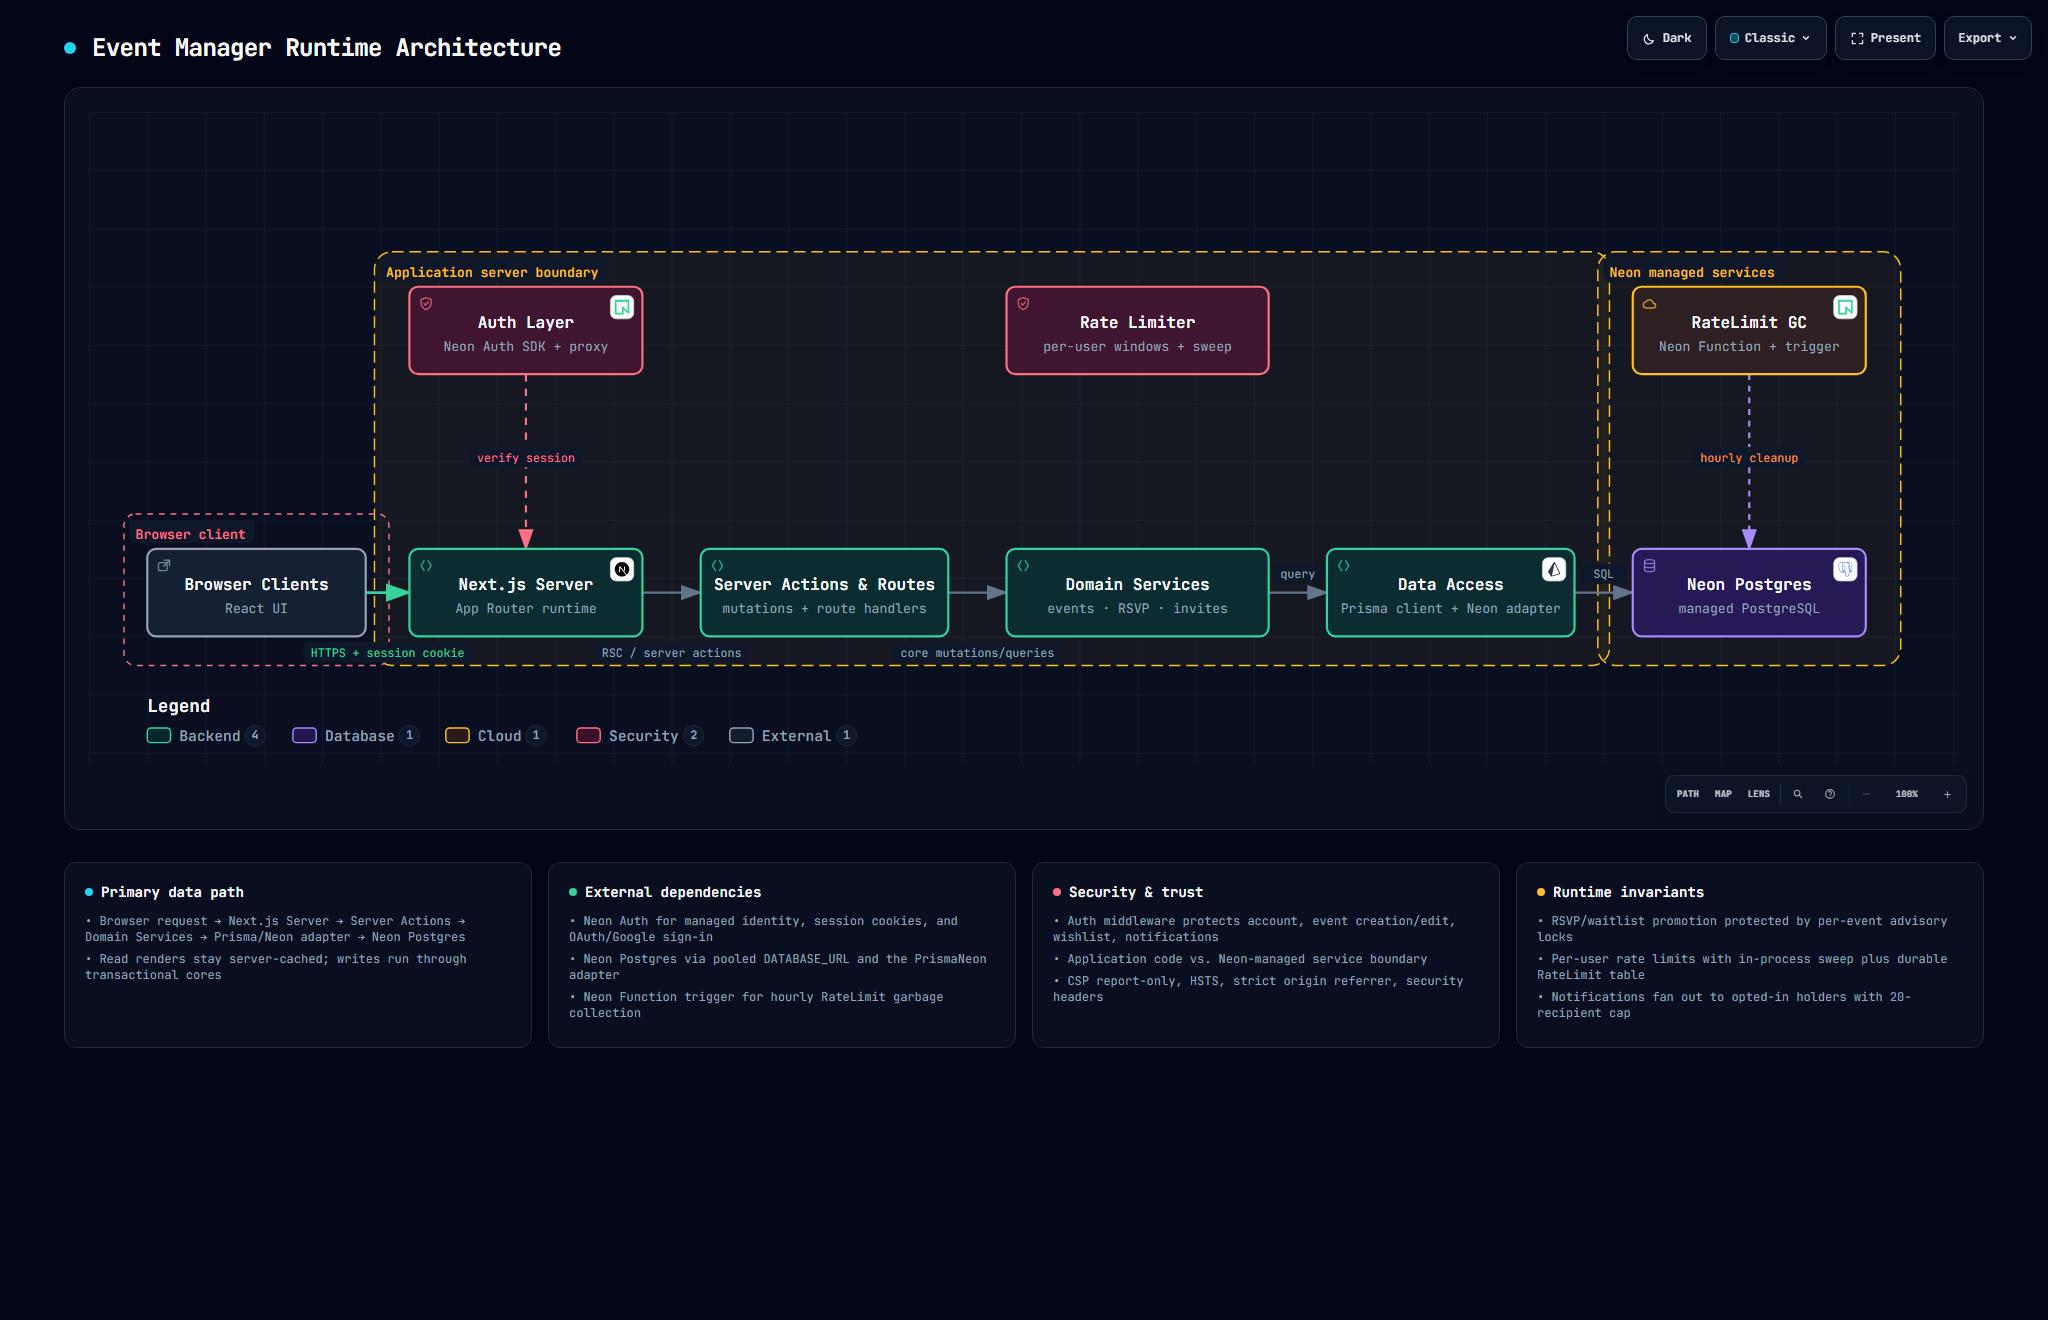 Event Manager Runtime Architecture
Dark
Classic
Present
Export
Application server boundary
Neon managed services
Auth Layer
Neon Auth SDK + proxy
Rate Limiter
per-user windows + sweep
RateLimit GC
Neon Function + trigger
verify session
hourly cleanup
Browser client
Browser Clients
React UI
Next.js Server
App Router runtime
Server Actions & Routes
mutations + route handlers
Domain Services
events · RSVP · invites
query
Data Access
Prisma client + Neon adapter
SQL
Neon Postgres
managed PostgreSQL
HTTPS + session cookie
RSC / server actions
core mutations/queries
Legend
Backend 4
Database 1
Cloud 1
Security 2
External 1
PATH
MAP
LENS
100%
Primary data path
• Browser request → Next.js Server → Server Actions →
Domain Services → Prisma/Neon adapter → Neon Postgres
• Read renders stay server-cached; writes run through
transactional cores
External dependencies
• Neon Auth for managed identity, session cookies, and
OAuth/Google sign-in
• Neon Postgres via pooled DATABASE_URL and the PrismaNeon
adapter
• Neon Function trigger for hourly RateLimit garbage
collection
Security & trust
• Auth middleware protects account, event creation/edit,
wishlist, notifications
• Application code vs. Neon-managed service boundary
• CSP report-only, HSTS, strict origin referrer, security
headers
Runtime invariants
• RSVP/waitlist promotion protected by per-event advisory
locks
• Per-user rate limits with in-process sweep plus durable
RateLimit table
• Notifications fan out to opted-in holders with 20-
recipient cap